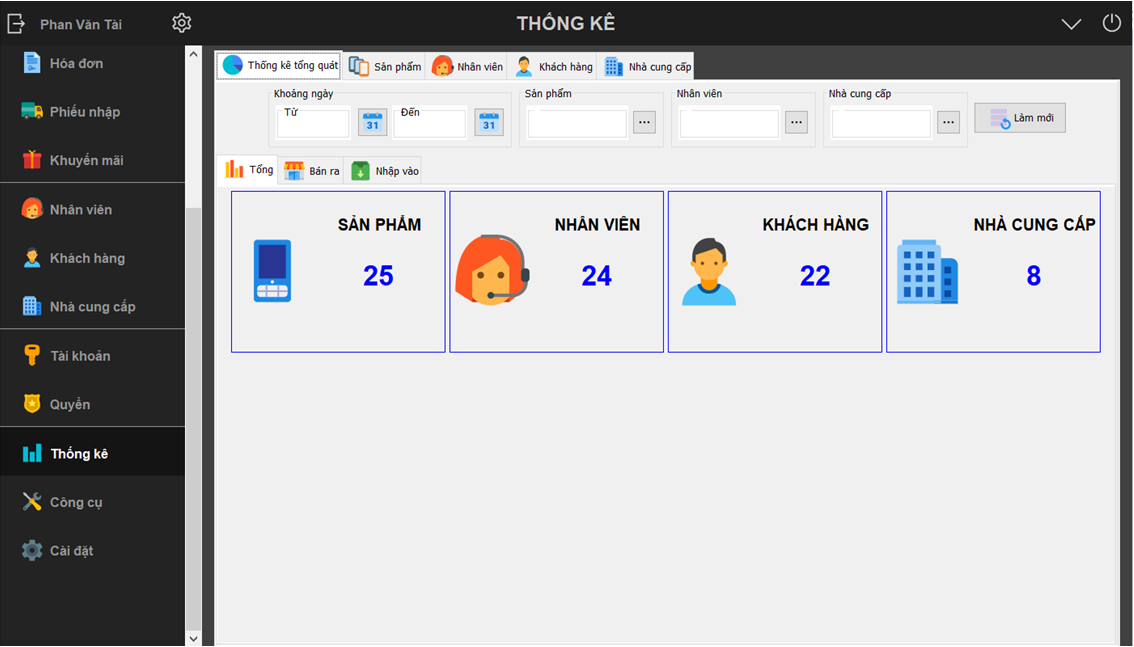 Phan Văn Tài
THỐNG KÊ
Hóa đơn
Phiếu nhập
Khuyến mãi
Nhân viên
Khách hàng
Nhà cung cấp
Tài khoản
Quyền
Thống kê
Công cụ
Cài đặt
Thống kê tổng quát
Sản phẩm
Nhân viên
Khách hàng
Nhà cung cấp
Khoảng ngày
Từ
31
Đến
31
Sản phẩm
...
Nhân viên
...
Nhà cung cấp
...
Làm mới
Tổng
Bán ra
Nhập vào
SẢN PHẨM
25
NHÂN VIÊN
24
KHÁCH HÀNG
22
NHÀ CUNG CẤP
8